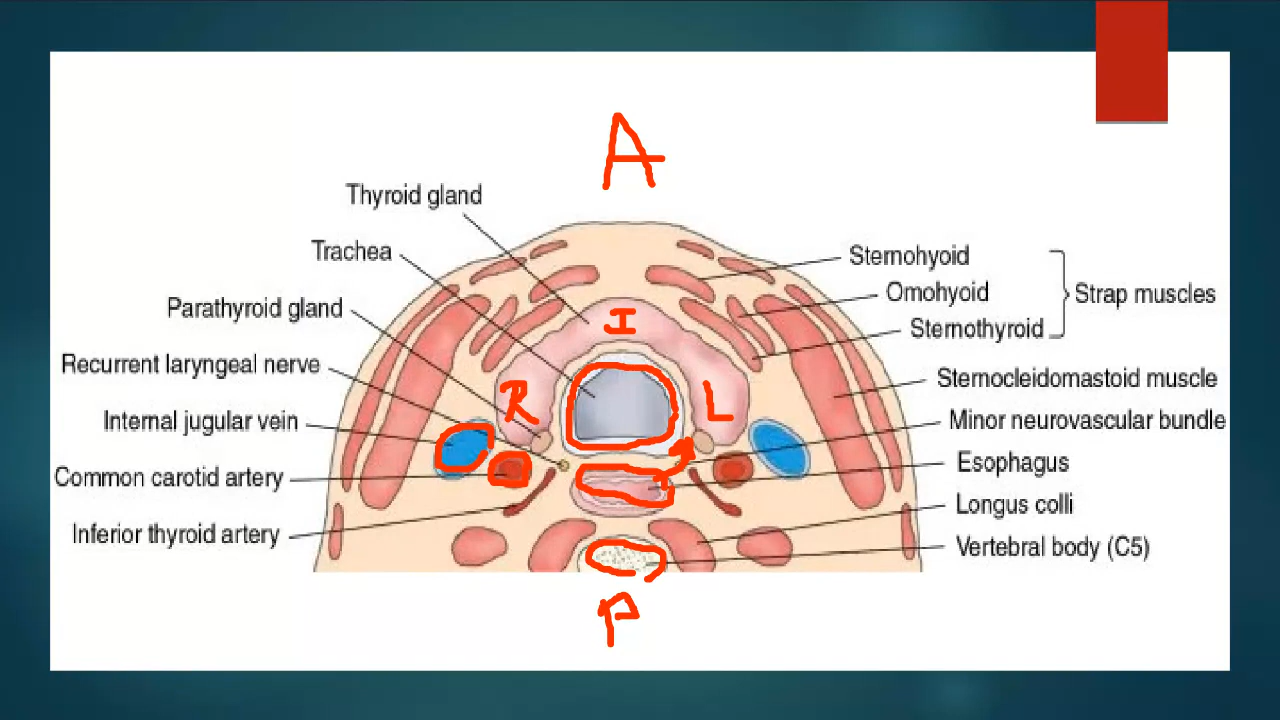 A
Thyroid gland
Trachea
Parathyroid gland
Recurrent laryngeal nerve
Internal jugular vein
Common carotid artery
Inferior thyroid artery
I
R
L
Sternohyoid
Omohyoid
Sternothyroid
Strap muscles
Sternocleidomastoid muscle
Minor neurovascular bundle
Esophagus
Longus colli
Vertebral body (C5)
P